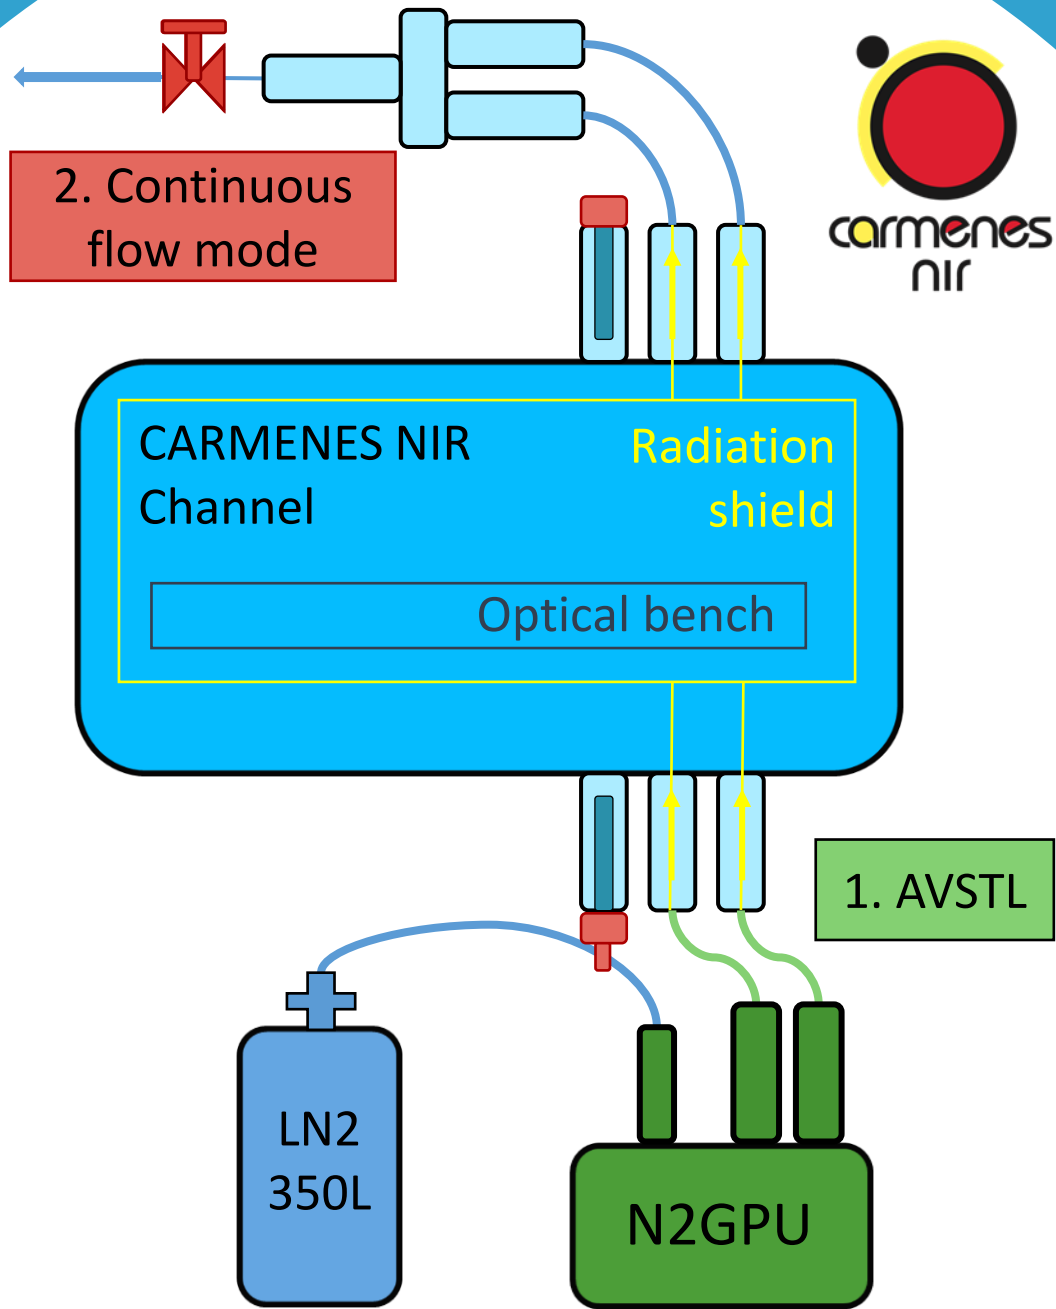 2. Continuous
flow mode
carmenes
nir
CARMENES NIR
Channel
Radiation
shield
Optical bench
1. AVSTL
LN2
350L
N2GPU